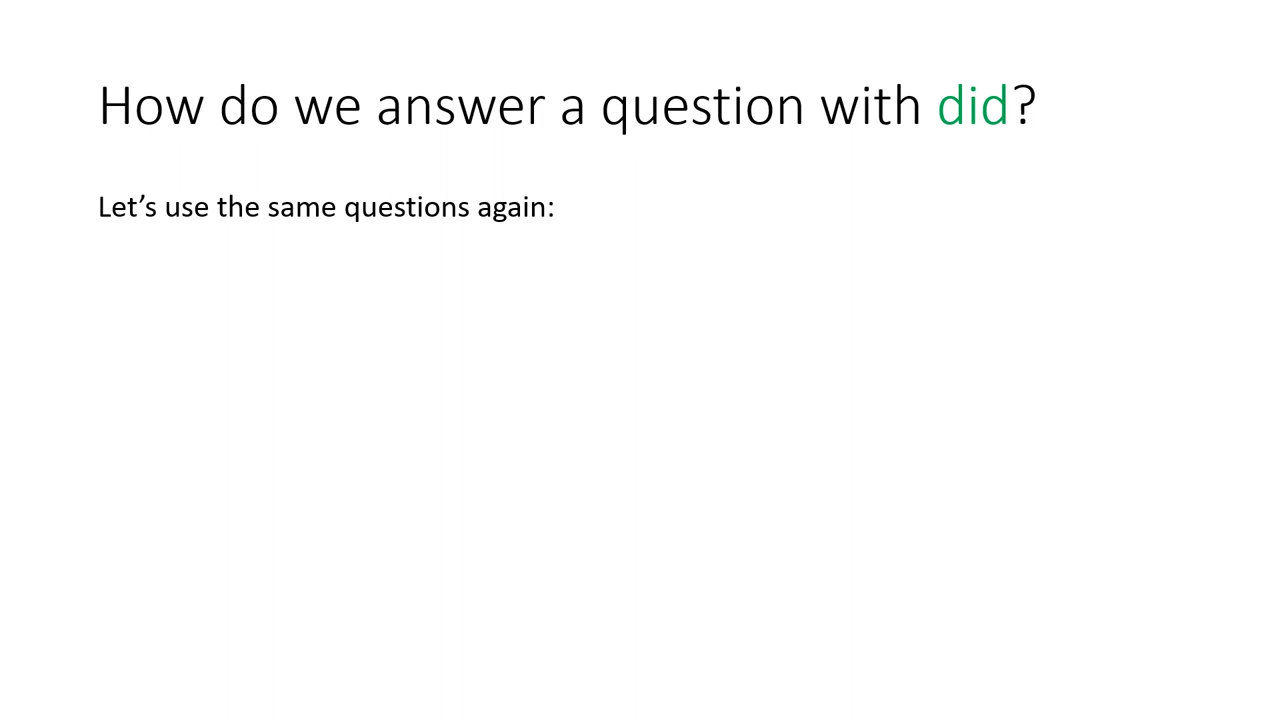 How do we answer a question with did?
Let’s use the same questions again: